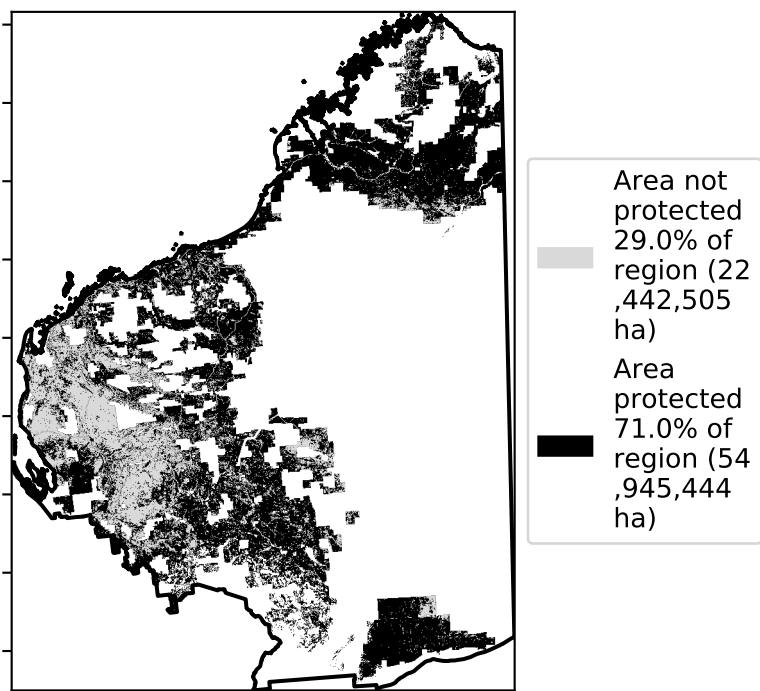 Area not
protected
29.0% of
region (22
,442,505
ha)
Area
protected
71.0% of
region (54
,945,444
ha)